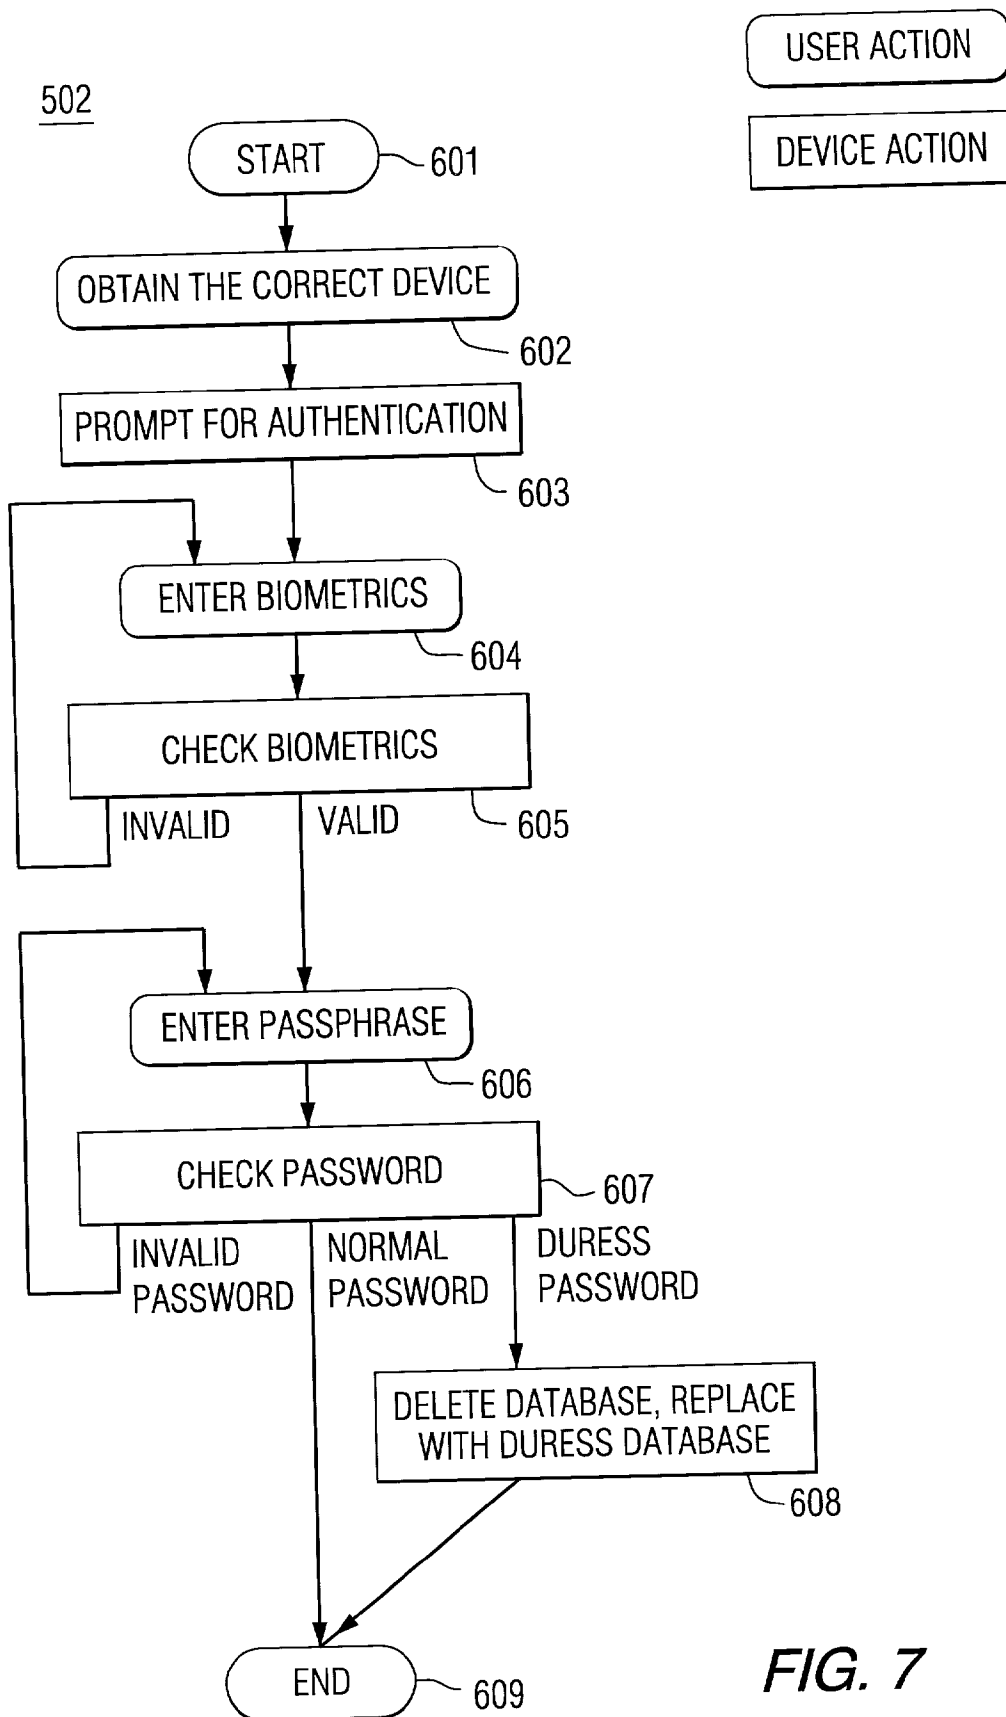 USER ACTION
502
START
601
DEVICE ACTION
OBTAIN THE CORRECT DEVICE
602
PROMPT FOR AUTHENTICATION
603
ENTER BIOMETRICS
604
CHECK BIOMETRICS
INVALID
VALID
605
ENTER PASSPHRASE
606
CHECK PASSWORD
607
INVALID
PASSWORD
NORMAL
PASSWORD
DURESS
PASSWORD
DELETE DATABASE, REPLACE
WITH DURESS DATABASE
608
END
609
FIG. 7